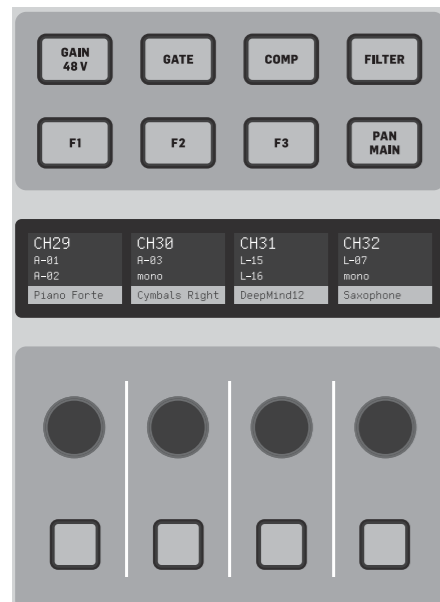 GAIN
48 V
GATE
COMP
FILTER
F1
F2
F3
PAN
MAIN
CH29
A-01
A-02
Piano Forte
CH30
A-03
mono
Cymbals Right
CH31
L-15
L-16
DeepMind12
CH32
L-07
mono
Saxophone